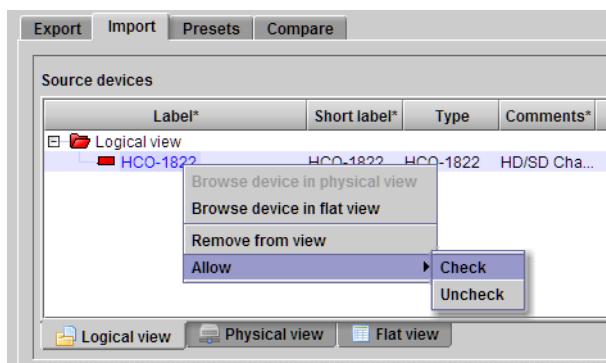 Export Import Presets Compare
Source devices
Label* Short label* Type Comments*
Logical view
HCO-1822 HCO-1822 HCO-1822 HD/SD Cha...
Browse device in physical view
Browse device in flat view
Remove from view
Allow Check
Uncheck
Logical view Physical view Flat view